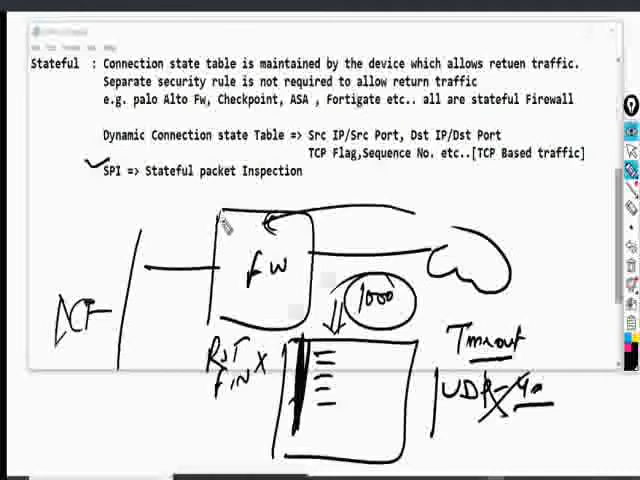 Stateful : Connection state table is maintained by the device which allows retuen traffic.
Separate security rule is not required to allow return traffic
e.g. palo Alto Fw, Checkpoint, ASA , Fortigate etc.. all are stateful Firewall
Dynamic Connection state Table => Src IP/Src Port, Dst IP/Dst Port
TCP Flag,Sequence No. etc..[TCP Based traffic]
SPI => Stateful packet Inspection
FW
1000
RST
FIN X
Timeout
UDP